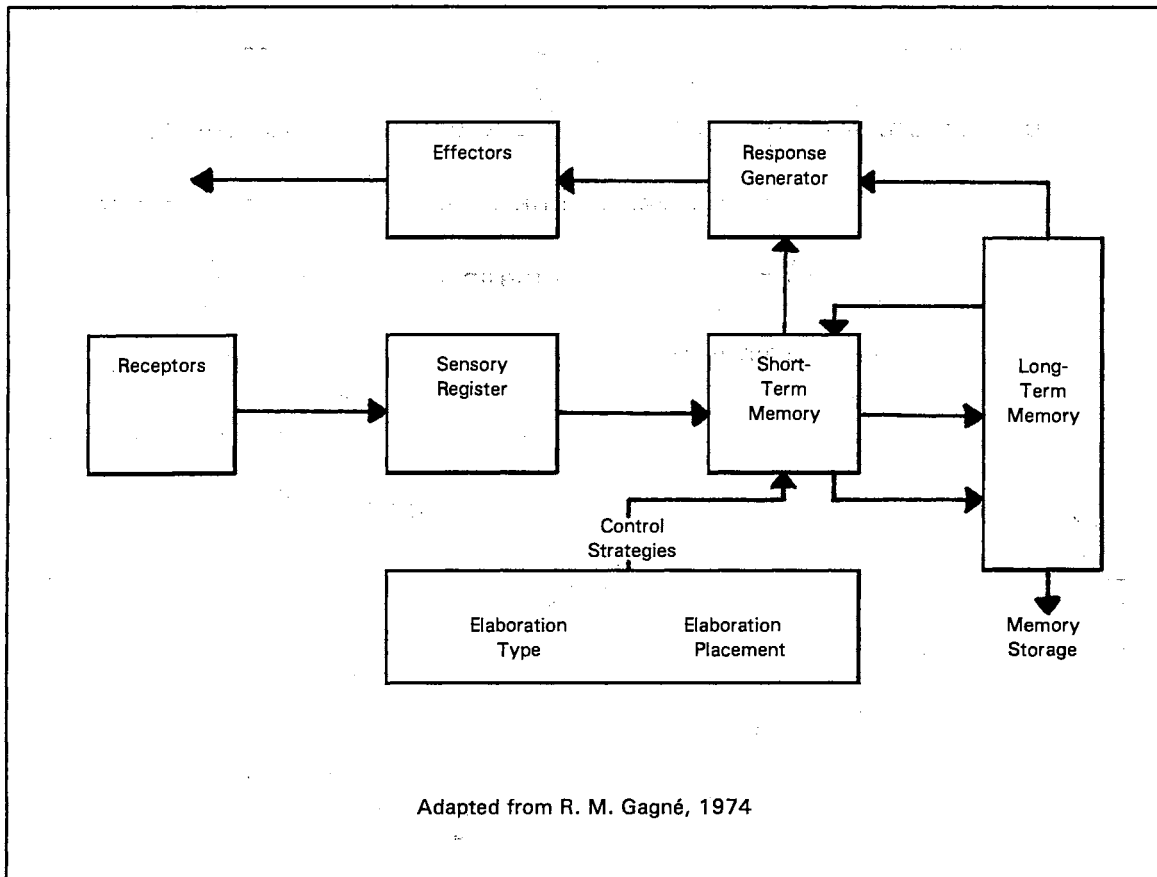 Effectors
Response
Generator
Receptors
Sensory
Register
Short-
Term
Memory
Long-
Term
Memory
Control
Strategies
Elaboration
Type
Elaboration
Placement
Memory
Storage
Adapted from R. M. Gagné, 1974